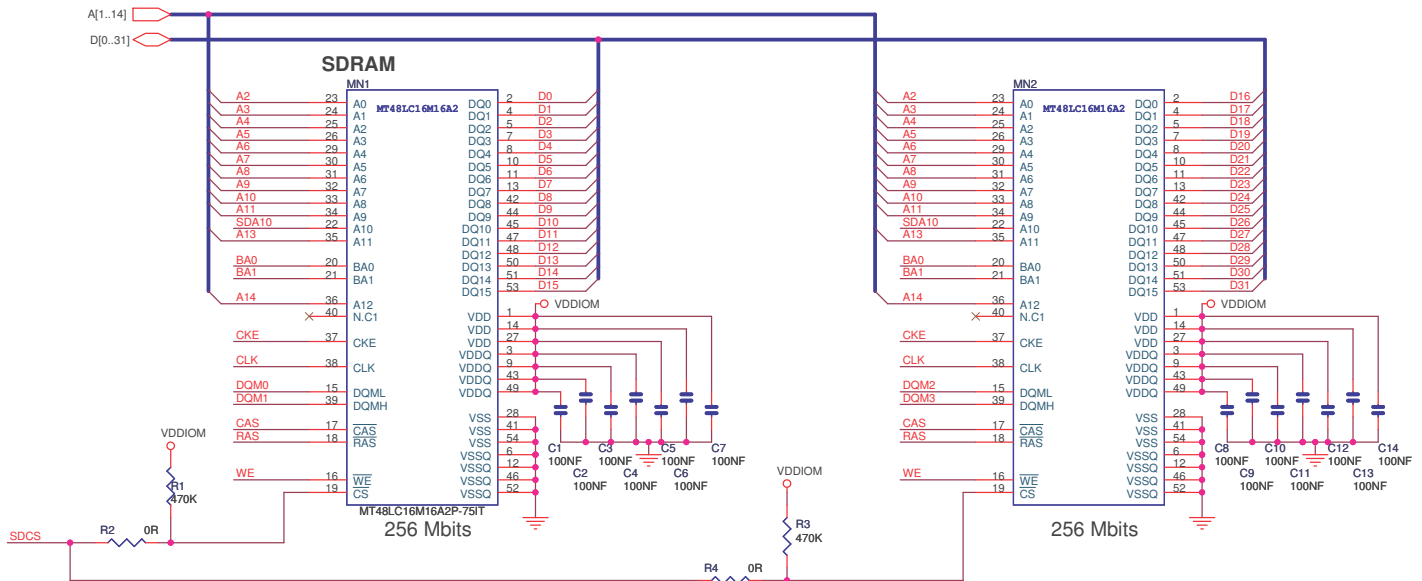 A[1..14]
D[0..31]
SDRAM
MN1
MT48LC16M16A2
A2 23 A0 DQ0 2 D0
A3 24 A1 DQ1 4 D1
A4 25 A2 DQ2 5 D2
A5 26 A3 DQ3 7 D3
A6 29 A4 DQ4 8 D4
A7 30 A5 DQ5 10 D5
A8 31 A6 DQ6 11 D6
A9 32 A7 DQ7 13 D7
A10 33 A8 DQ8 42 D8
A11 34 A9 DQ9 44 D9
SDA10 22 A10 DQ10 45 D10
A13 35 A11 DQ11 47 D11
DQ12 48 D12
BA0 20 BA0 DQ13 50 D13
BA1 21 BA1 DQ14 51 D14
DQ15 53 D15
A14 36 A12 VDDIOM
40 N.C1 VDD 1
VDD 14
CKE 37 CKE VDD 27
VDDQ 3
CLK 38 CLK VDDQ 9
VDDQ 43
DQM0 15 DQML VDDQ 49
DQM1 39 DQMH
VSS 28
CAS 17 CAS VSS 41
RAS 18 RAS VSS 54
VSSQ 6
VSSQ 12
WE 16 WE VSSQ 46
19 CS VSSQ 52
C1 C3 C5 C7
100NF 100NF 100NF 100NF
C2 C4 C6
100NF 100NF 100NF
MT48LC16M16A2P-75IT
256 Mbits
VDDIOM
R1
470K
SDCS
R2 0R
VDDIOM
R3
470K
R4 0R
MN2
MT48LC16M16A2
A2 23 A0 DQ0 2 D16
A3 24 A1 DQ1 4 D17
A4 25 A2 DQ2 5 D18
A5 26 A3 DQ3 7 D19
A6 29 A4 DQ4 8 D20
A7 30 A5 DQ5 10 D21
A8 31 A6 DQ6 11 D22
A9 32 A7 DQ7 13 D23
A10 33 A8 DQ8 42 D24
A11 34 A9 DQ9 44 D25
SDA10 22 A10 DQ10 45 D26
A13 35 A11 DQ11 47 D27
DQ12 48 D28
BA0 20 BA0 DQ13 50 D29
BA1 21 BA1 DQ14 51 D30
DQ15 53 D31
A14 36 A12 VDDIOM
40 N.C1 VDD 1
VDD 14
CKE 37 CKE VDD 27
VDDQ 3
CLK 38 CLK VDDQ 9
VDDQ 43
DQM2 15 DQML VDDQ 49
DQM3 39 DQMH
VSS 28
CAS 17 CAS VSS 41
RAS 18 RAS VSS 54
VSSQ 6
VSSQ 12
WE 16 WE VSSQ 46
19 CS VSSQ 52
C8 C10 C12 C14
100NF 100NF 100NF 100NF
C9 C11 C13
100NF 100NF 100NF
256 Mbits